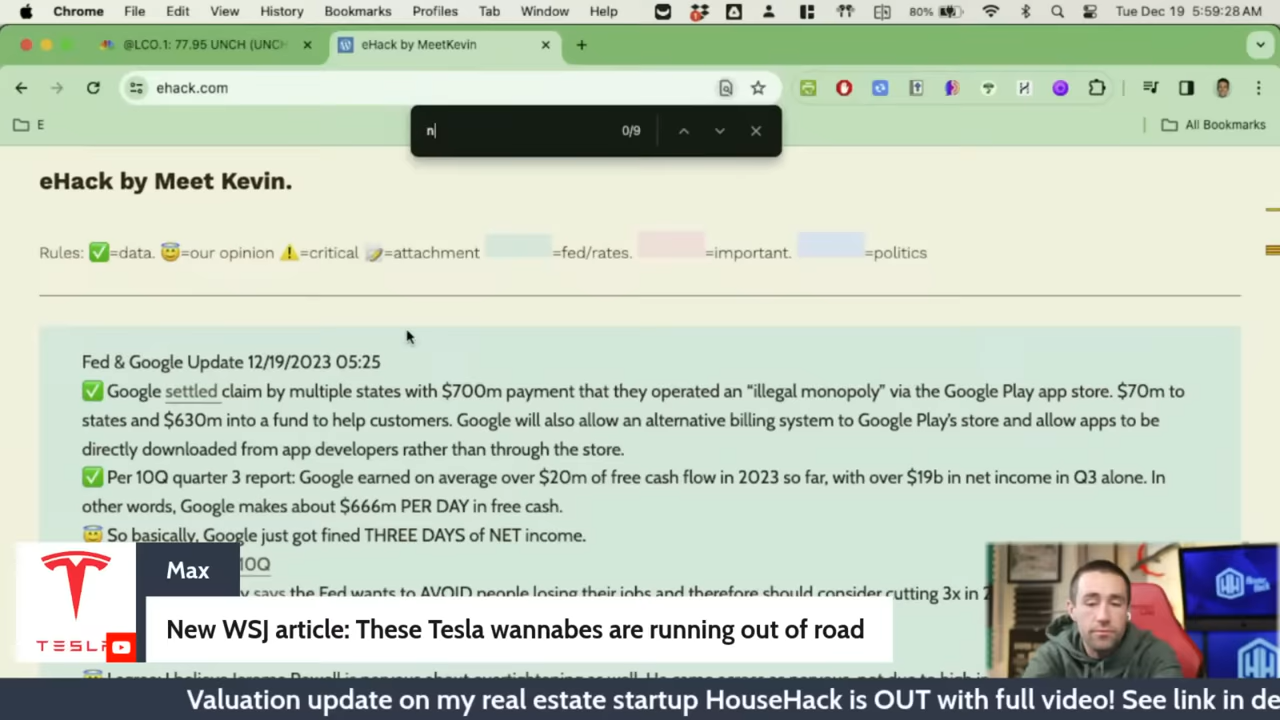 Chrome File Edit View History Bookmarks Profiles Tab Window Help 80% Tue Dec 19 5:59:28 AM
@LCO.1: 77.95 UNCH (UNCH
eHack by MeetKevin
ehack.com
E
All Bookmarks
n 0/9
eHack by Meet Kevin.
Rules: ✅=data. 😇=our opinion ⚠️=critical 📝=attachment =fed/rates. =important. =politics
Fed & Google Update 12/19/2023 05:25
✅ Google settled claim by multiple states with $700m payment that they operated an “illegal monopoly” via the Google Play app store. $70m to
states and $630m into a fund to help customers. Google will also allow an alternative billing system to Google Play's store and allow apps to be
directly downloaded from app developers rather than through the store.
✅ Per 10Q quarter 3 report: Google earned on average over $20m of free cash flow in 2023 so far, with over $19b in net income in Q3 alone. In
other words, Google makes about $666m PER DAY in free cash.
😇 So basically, Google just got fined THREE DAYS of NET income.
10Q
says the Fed wants to AVOID people losing their jobs and therefore should consider cutting 3x in 2
TESL
Max
New WSJ article: These Tesla wannabes are running out of road
Valuation update on my real estate startup HouseHack is OUT with full video! See link in de